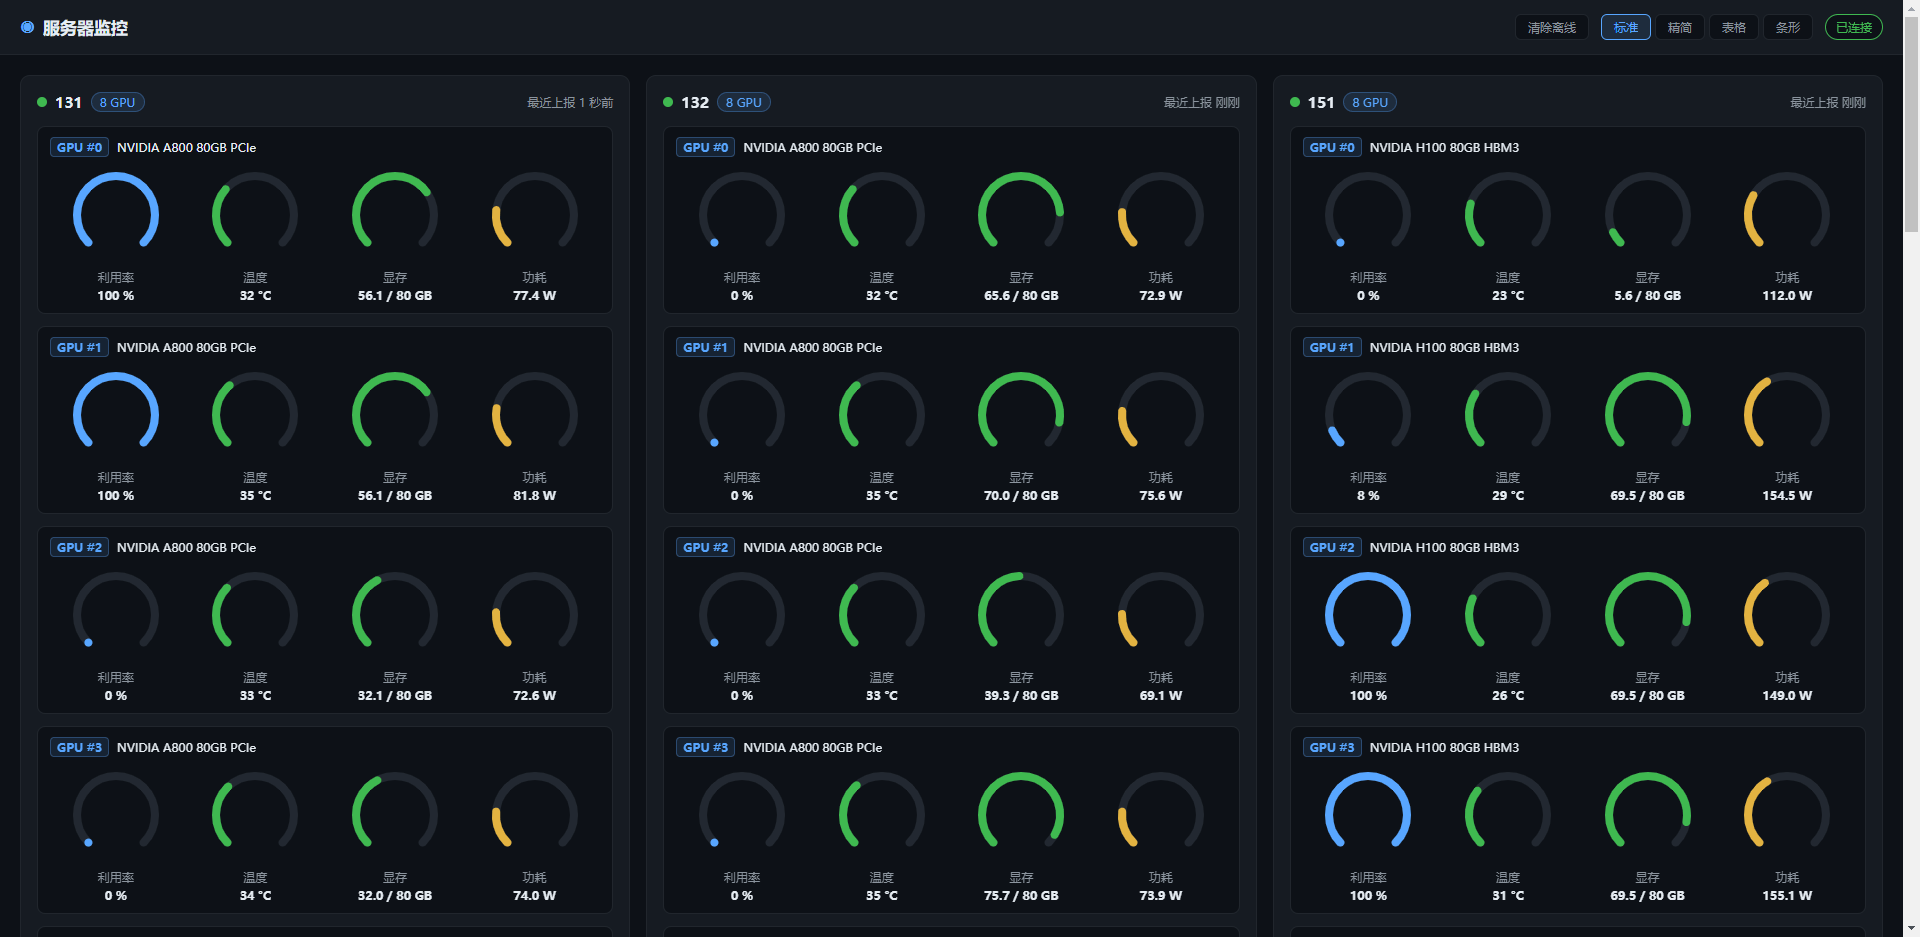 服务器监控
清除离线 标准 精简 表格 条形 已连接
131 8 GPU 最近上报 1 秒前
GPU #0 NVIDIA A800 80GB PCIe
利用率 温度 显存 功耗
100 % 32 °C 56.1 / 80 GB 77.4 W
GPU #1 NVIDIA A800 80GB PCIe
利用率 温度 显存 功耗
100 % 35 °C 56.1 / 80 GB 81.8 W
GPU #2 NVIDIA A800 80GB PCIe
利用率 温度 显存 功耗
0 % 33 °C 32.1 / 80 GB 72.6 W
GPU #3 NVIDIA A800 80GB PCIe
利用率 温度 显存 功耗
0 % 34 °C 32.0 / 80 GB 74.0 W
132 8 GPU 最近上报 刚刚
GPU #0 NVIDIA A800 80GB PCIe
利用率 温度 显存 功耗
0 % 32 °C 65.6 / 80 GB 72.9 W
GPU #1 NVIDIA A800 80GB PCIe
利用率 温度 显存 功耗
0 % 35 °C 70.0 / 80 GB 75.6 W
GPU #2 NVIDIA A800 80GB PCIe
利用率 温度 显存 功耗
0 % 33 °C 39.3 / 80 GB 69.1 W
GPU #3 NVIDIA A800 80GB PCIe
利用率 温度 显存 功耗
0 % 35 °C 75.7 / 80 GB 73.9 W
151 8 GPU 最近上报 刚刚
GPU #0 NVIDIA H100 80GB HBM3
利用率 温度 显存 功耗
0 % 23 °C 5.6 / 80 GB 112.0 W
GPU #1 NVIDIA H100 80GB HBM3
利用率 温度 显存 功耗
8 % 29 °C 69.5 / 80 GB 154.5 W
GPU #2 NVIDIA H100 80GB HBM3
利用率 温度 显存 功耗
100 % 26 °C 69.5 / 80 GB 149.0 W
GPU #3 NVIDIA H100 80GB HBM3
利用率 温度 显存 功耗
100 % 31 °C 69.5 / 80 GB 155.1 W